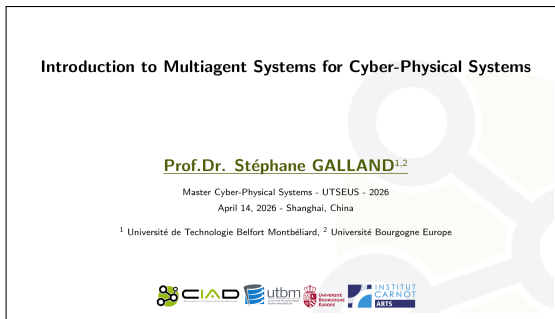 Introduction to Multiagent Systems for Cyber-Physical Systems
Prof.Dr. Stéphane GALLAND1,2
Master Cyber-Physical Systems - UTSEUS - 2026
April 14, 2026 - Shanghai, China
1 Université de Technologie Belfort Montbéliard, 2 Université Bourgogne Europe
CIAD
utbm
UNIVERSITÉ
BOURGOGNE
EUROPE
INSTITUT
CARNOT
ARTS